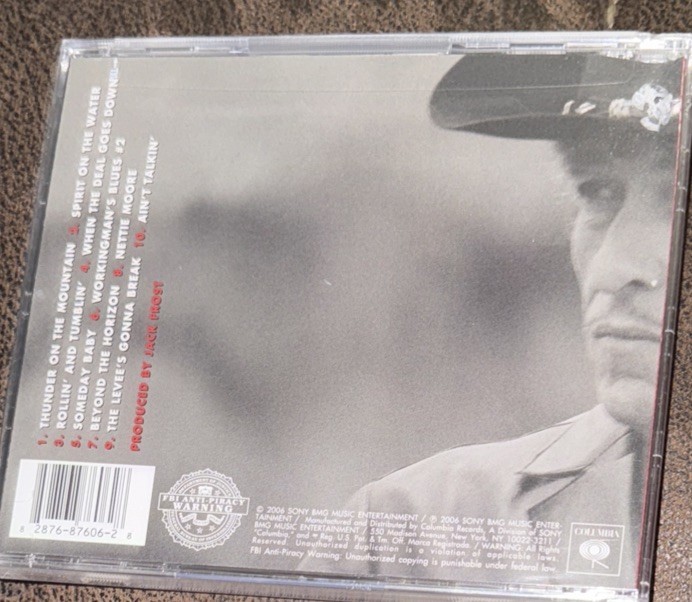 1. THUNDER ON THE MOUNTAIN 2. SPIRIT ON THE WATER
3. ROLLIN' AND TUMBLIN' 4. WHEN THE DEAL GOES DOWN
5. SOMEDAY BABY 6. WORKINGMAN'S BLUES #2
7. BEYOND THE HORIZON 8. NETTIE MOORE
9. THE LEVEE'S GONNA BREAK 10. AIN'T TALKIN'
PRODUCED BY JACK FROST
8 2876-87606-2 8
FBI ANTI-PIRACY
WARNING
© 2006 SONY BMG MUSIC ENTERTAINMENT / ℗ 2006 SONY BMG MUSIC ENTER-
TAINMENT / Manufactured and Distributed by Columbia Records, A Division of SONY
BMG MUSIC ENTERTAINMENT / 550 Madison Avenue, New York, NY 10022-3211 /
"Columbia," and Reg. U.S. Pat. & Tm. Off. Marca Registrada. / WARNING: All Rights
Reserved. Unauthorized duplication is a violation of applicable laws.
FBI Anti-Piracy Warning: Unauthorized copying is punishable under federal law.
COLUMBIA